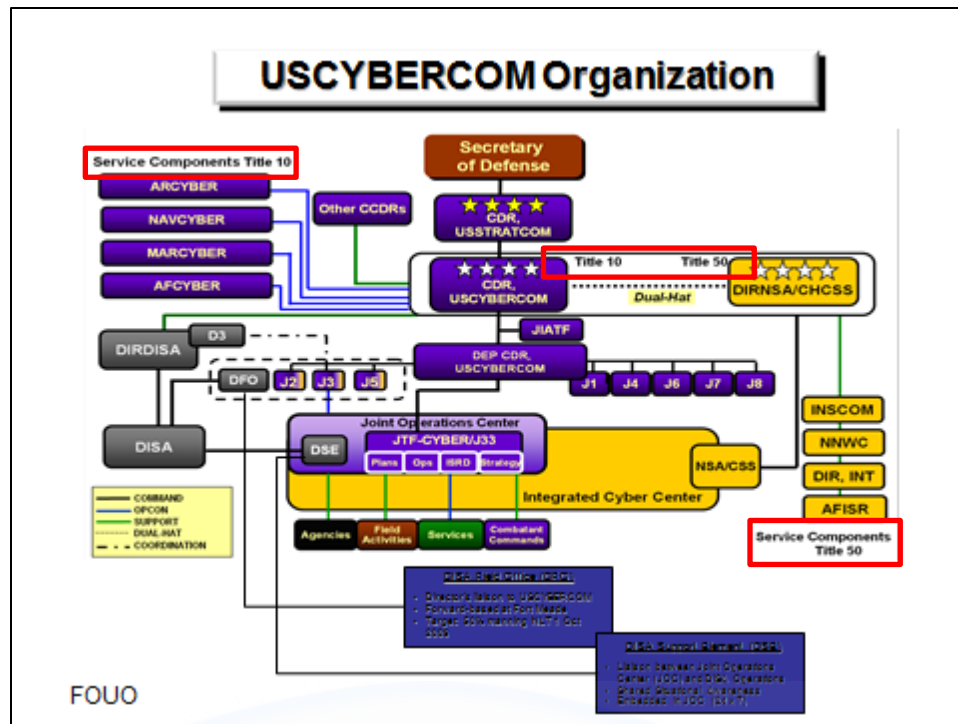 USCYBERCOM Organization
Service Components Title 10
ARCYBER
NAVCYBER
MARCYBER
AFCYBER
Other CCDRs
Secretary
of Defense
CDR,
USSTRATCOM
CDR,
USCYBERCOM
Title 10
Title 50
Dual-Hat
DIRNSA/CHCSS
JIATF
DEP CDR,
USCYBERCOM
DIRDISA
D3
DFO
J2
J3
J5
J1
J4
J6
J7
J8
DISA
Joint Operations Center
DSE
JTF-CYBER/J33
Plans
Ops
ISRD
Strategy
Integrated Cyber Center
NSA/CSS
INSCOM
NNWC
DIR, INT
AFISR
Service Components
Title 50
COMMAND
OPCON
SUPPORT
DUAL-HAT
COORDINATION
Agencies
Field
Activities
Services
Combatant
Commands
Director's liaison to USCYBERCOM
Forward-based at Fort Meade
Liaison between Joint Operations
Center (JOC) and DISA Operations
Shared Situational Awareness
FOUO